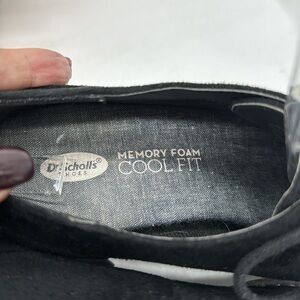 Dr. Scholl's®
SHOES
MEMORY FOAM
COOL FIT